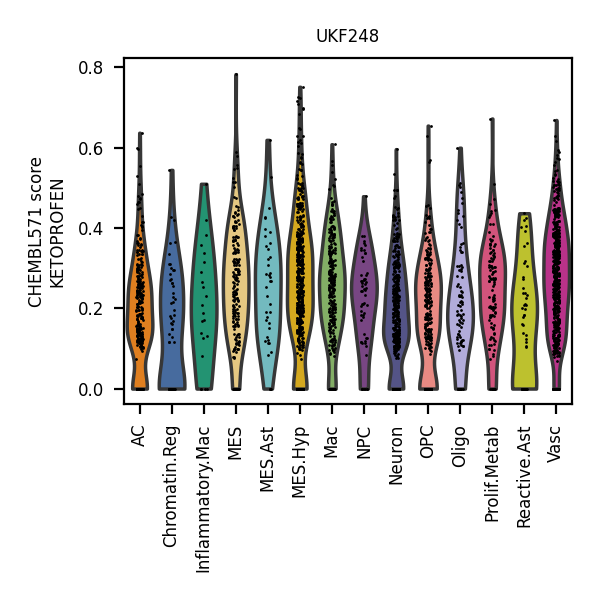 UKF248
CHEMBL571 score
KETOPROFEN
0.8
0.6
0.4
0.2
0.0
AC
Chromatin.Reg
Inflammatory.Mac
MES
MES.Ast
MES.Hyp
Mac
NPC
Neuron
OPC
Oligo
Prolif.Metab
Reactive.Ast
Vasc